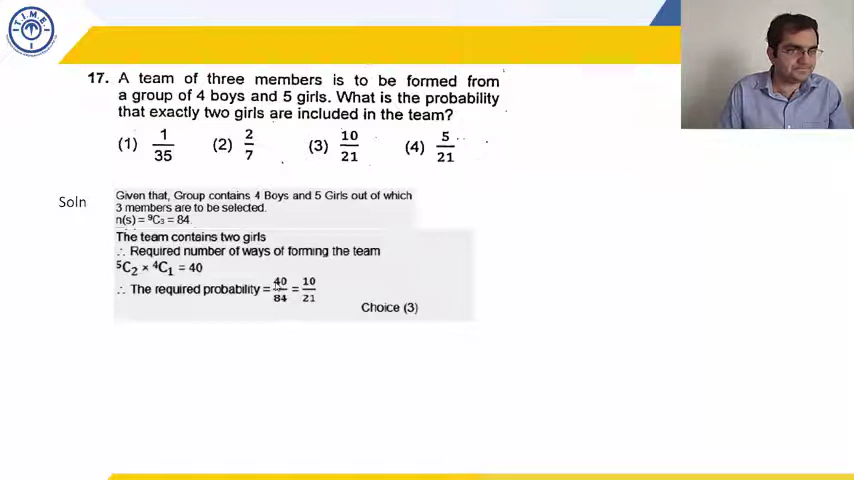 T.I.M.E.
17. A team of three members is to be formed from
a group of 4 boys and 5 girls. What is the probability
that exactly two girls are included in the team?
(1) 1/35 (2) 2/7 (3) 10/21 (4) 5/21
Soln
Given that, Group contains 4 Boys and 5 Girls out of which
3 members are to be selected.
n(s) = ⁹C₃ = 84.
The team contains two girls
∴ Required number of ways of forming the team
⁵C₂ × ⁴C₁ = 40
∴ The required probability = 40/84 = 10/21
Choice (3)